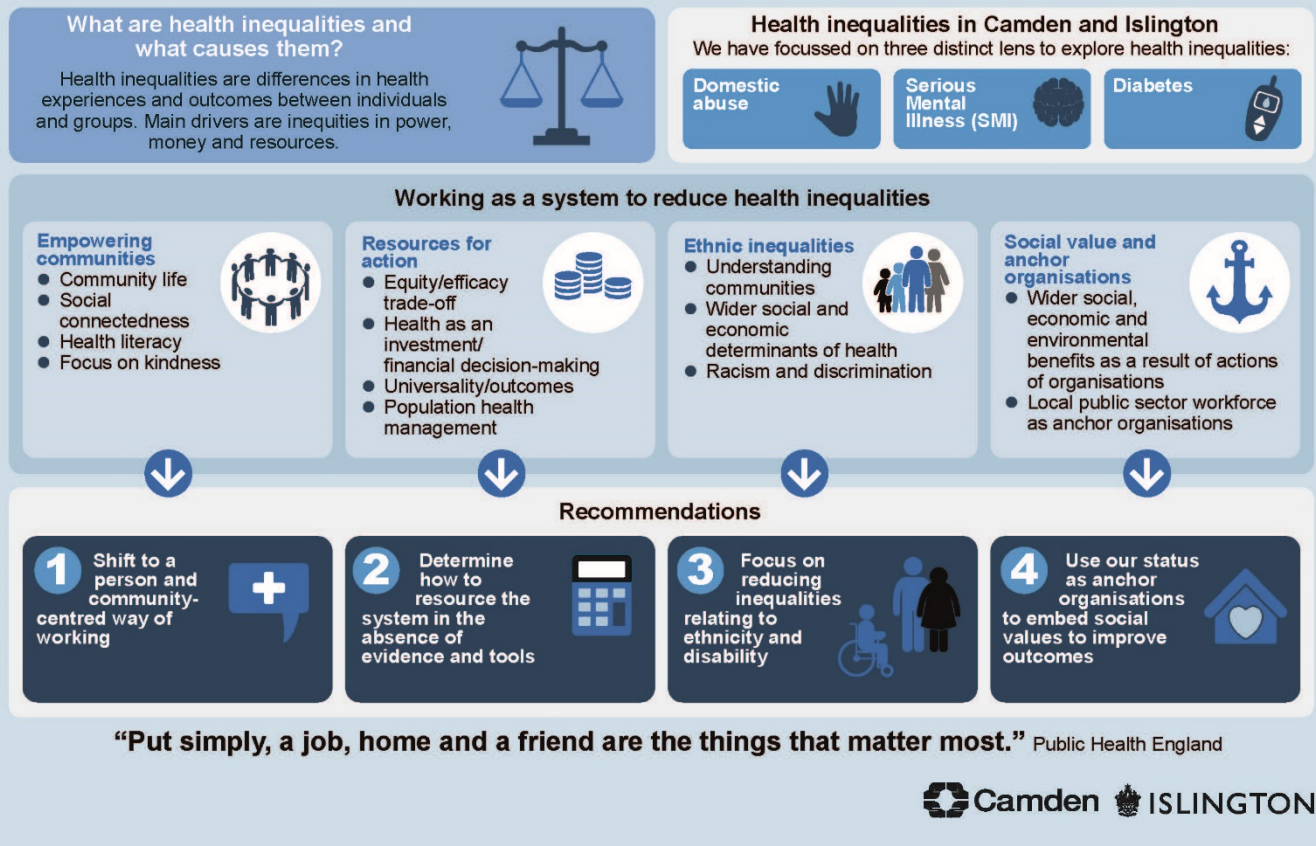 What are health inequalities and
what causes them?
Health inequalities are differences in health
experiences and outcomes between individuals
and groups. Main drivers are inequities in power,
money and resources.
Health inequalities in Camden and Islington
We have focussed on three distinct lens to explore health inequalities:
Domestic
abuse
Serious
Mental
Illness (SMI)
Diabetes
Working as a system to reduce health inequalities
Empowering
communities
● Community life
● Social
connectedness
● Health literacy
● Focus on kindness
Resources for
action
● Equity/efficacy
trade-off
● Health as an
investment/
financial decision-making
● Universality/outcomes
● Population health
management
Ethnic inequalities
● Understanding
communities
● Wider social and
economic
determinants of health
● Racism and discrimination
Social value and
anchor
organisations
● Wider social,
economic and
environmental
benefits as a result of actions
of organisations
● Local public sector workforce
as anchor organisations
Recommendations
1 Shift to a
person and
community-
centred way of
working
2 Determine
how to
resource the
system in the
absence of
evidence and tools
3 Focus on
reducing
inequalities
relating to
ethnicity and
disability
4 Use our status
as anchor
organisations
to embed social
values to improve
outcomes
“Put simply, a job, home and a friend are the things that matter most.” Public Health England
Camden ISLINGTON